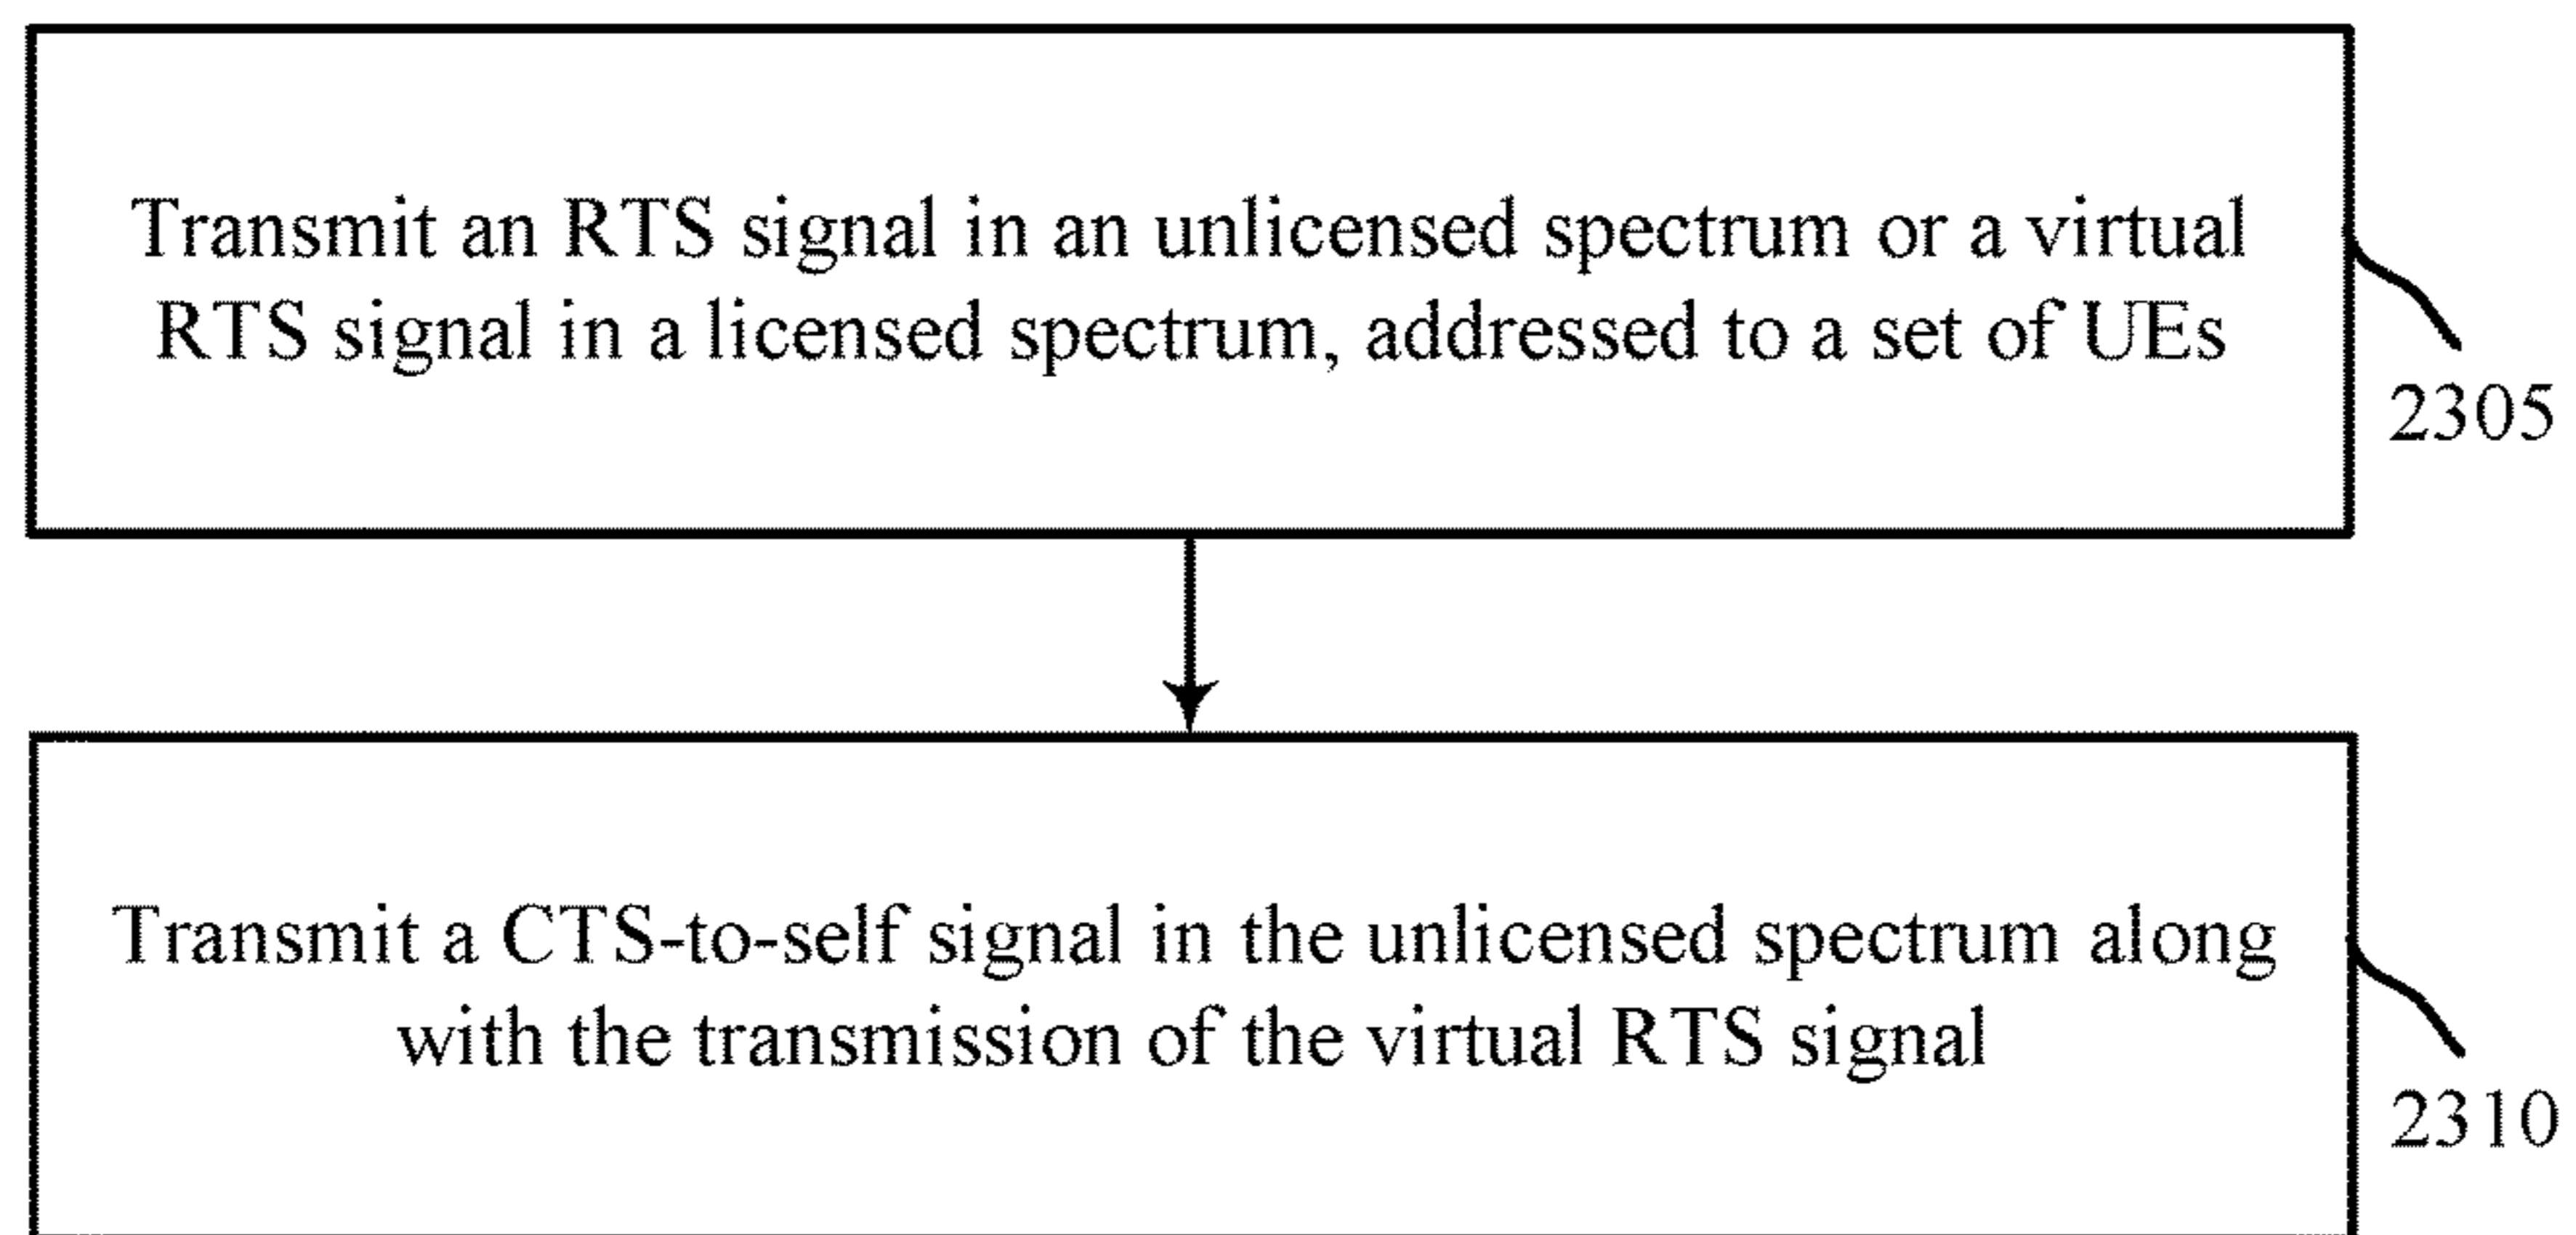 Transmit an RTS signal in an unlicensed spectrum or a virtual
RTS signal in a licensed spectrum, addressed to a set of UEs
2305
Transmit a CTS-to-self signal in the unlicensed spectrum along
with the transmission of the virtual RTS signal
2310